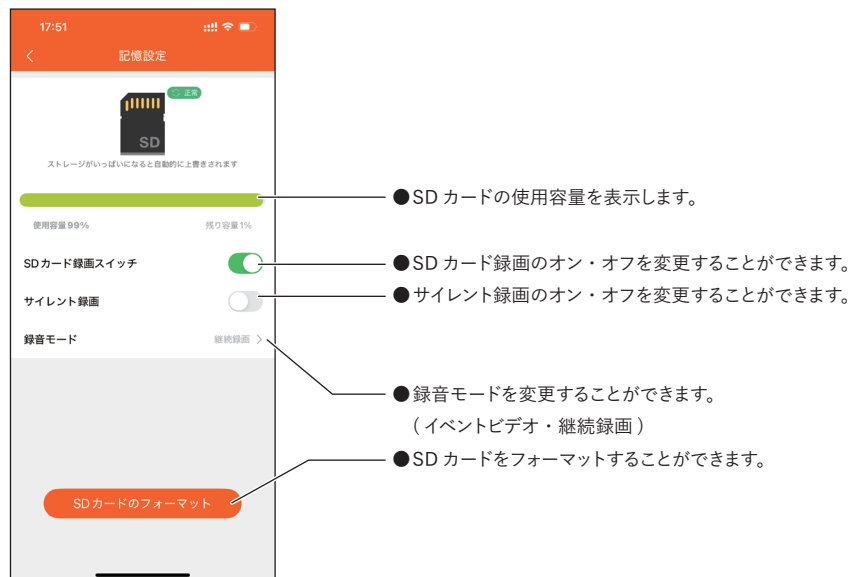 17:51
記憶設定
正常
SD
ストレージがいっぱいになると自動的に上書きされます
●SD カードの使用容量を表示します。
使用容量99% 残り容量1%
SDカード録画スイッチ
●SD カード録画のオン・オフを変更することができます。
サイレント録画
●サイレント録画のオン・オフを変更することができます。
録音モード 継続録画
●録音モードを変更することができます。
(イベントビデオ・継続録画)
●SD カードをフォーマットすることができます。
SDカードのフォーマット